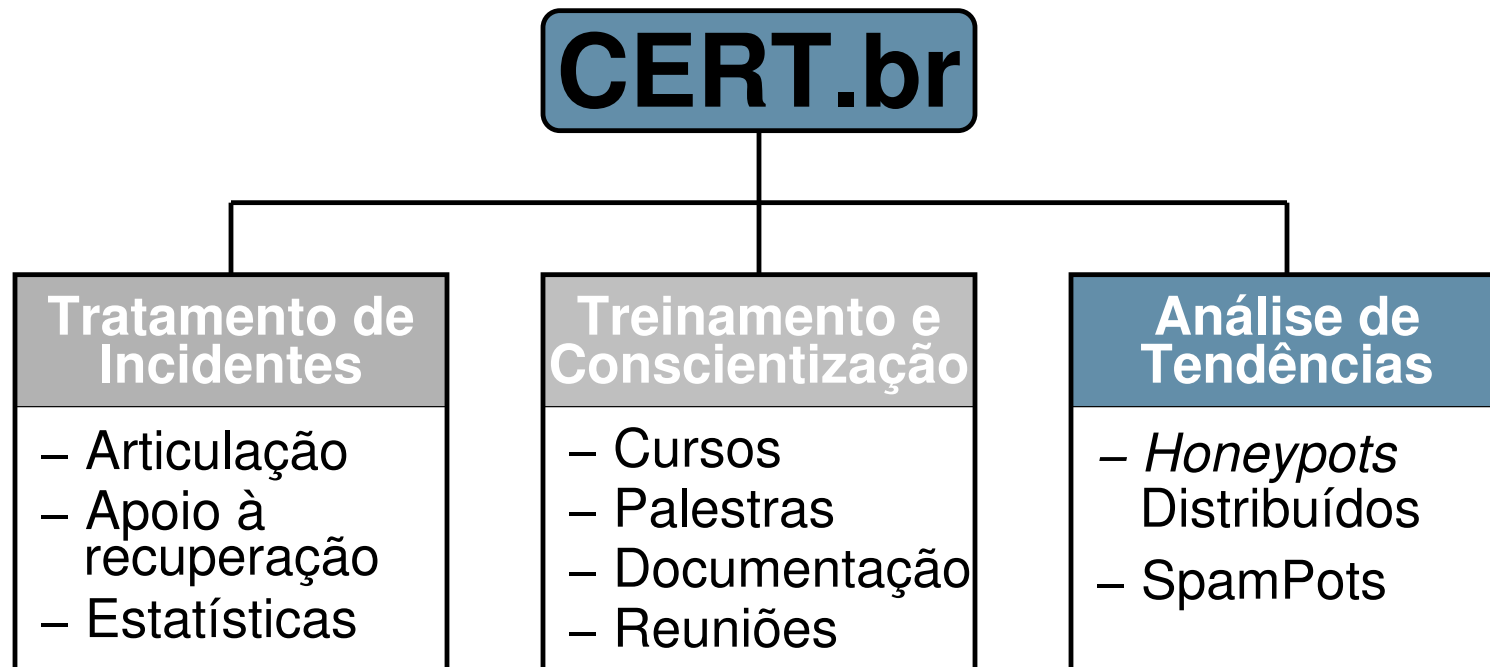 CERT.br
Tratamento de
Incidentes
– Articulação
– Apoio à
recuperação
– Estatísticas
Treinamento e
Conscientização
– Cursos
– Palestras
– Documentação
– Reuniões
Análise de
Tendências
– Honeypots
Distribuídos
– SpamPots